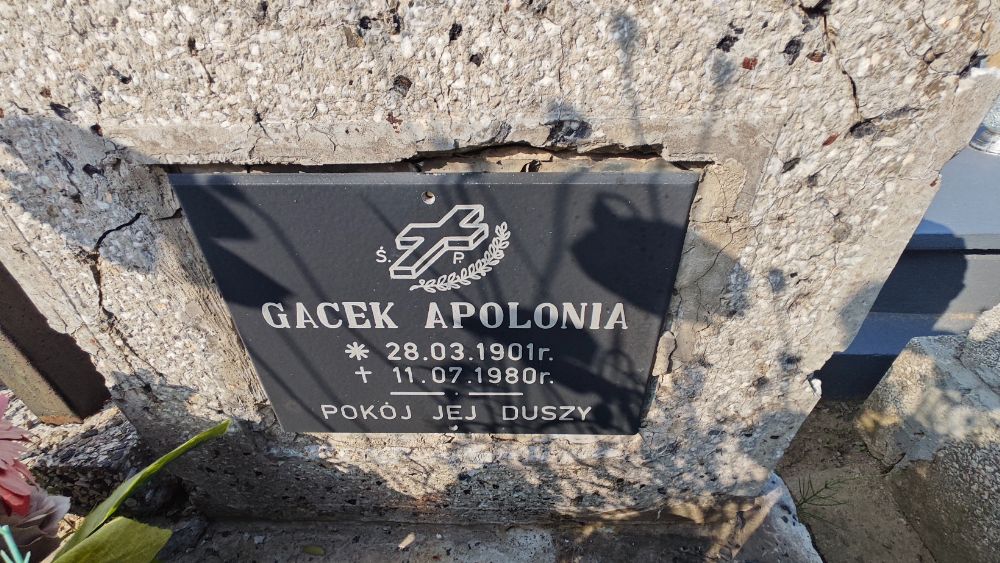 Ś. P.
GACEK APOLONIA
* 28.03.1901r.
† 11.07.1980r.
POKÓJ JEJ DUSZY